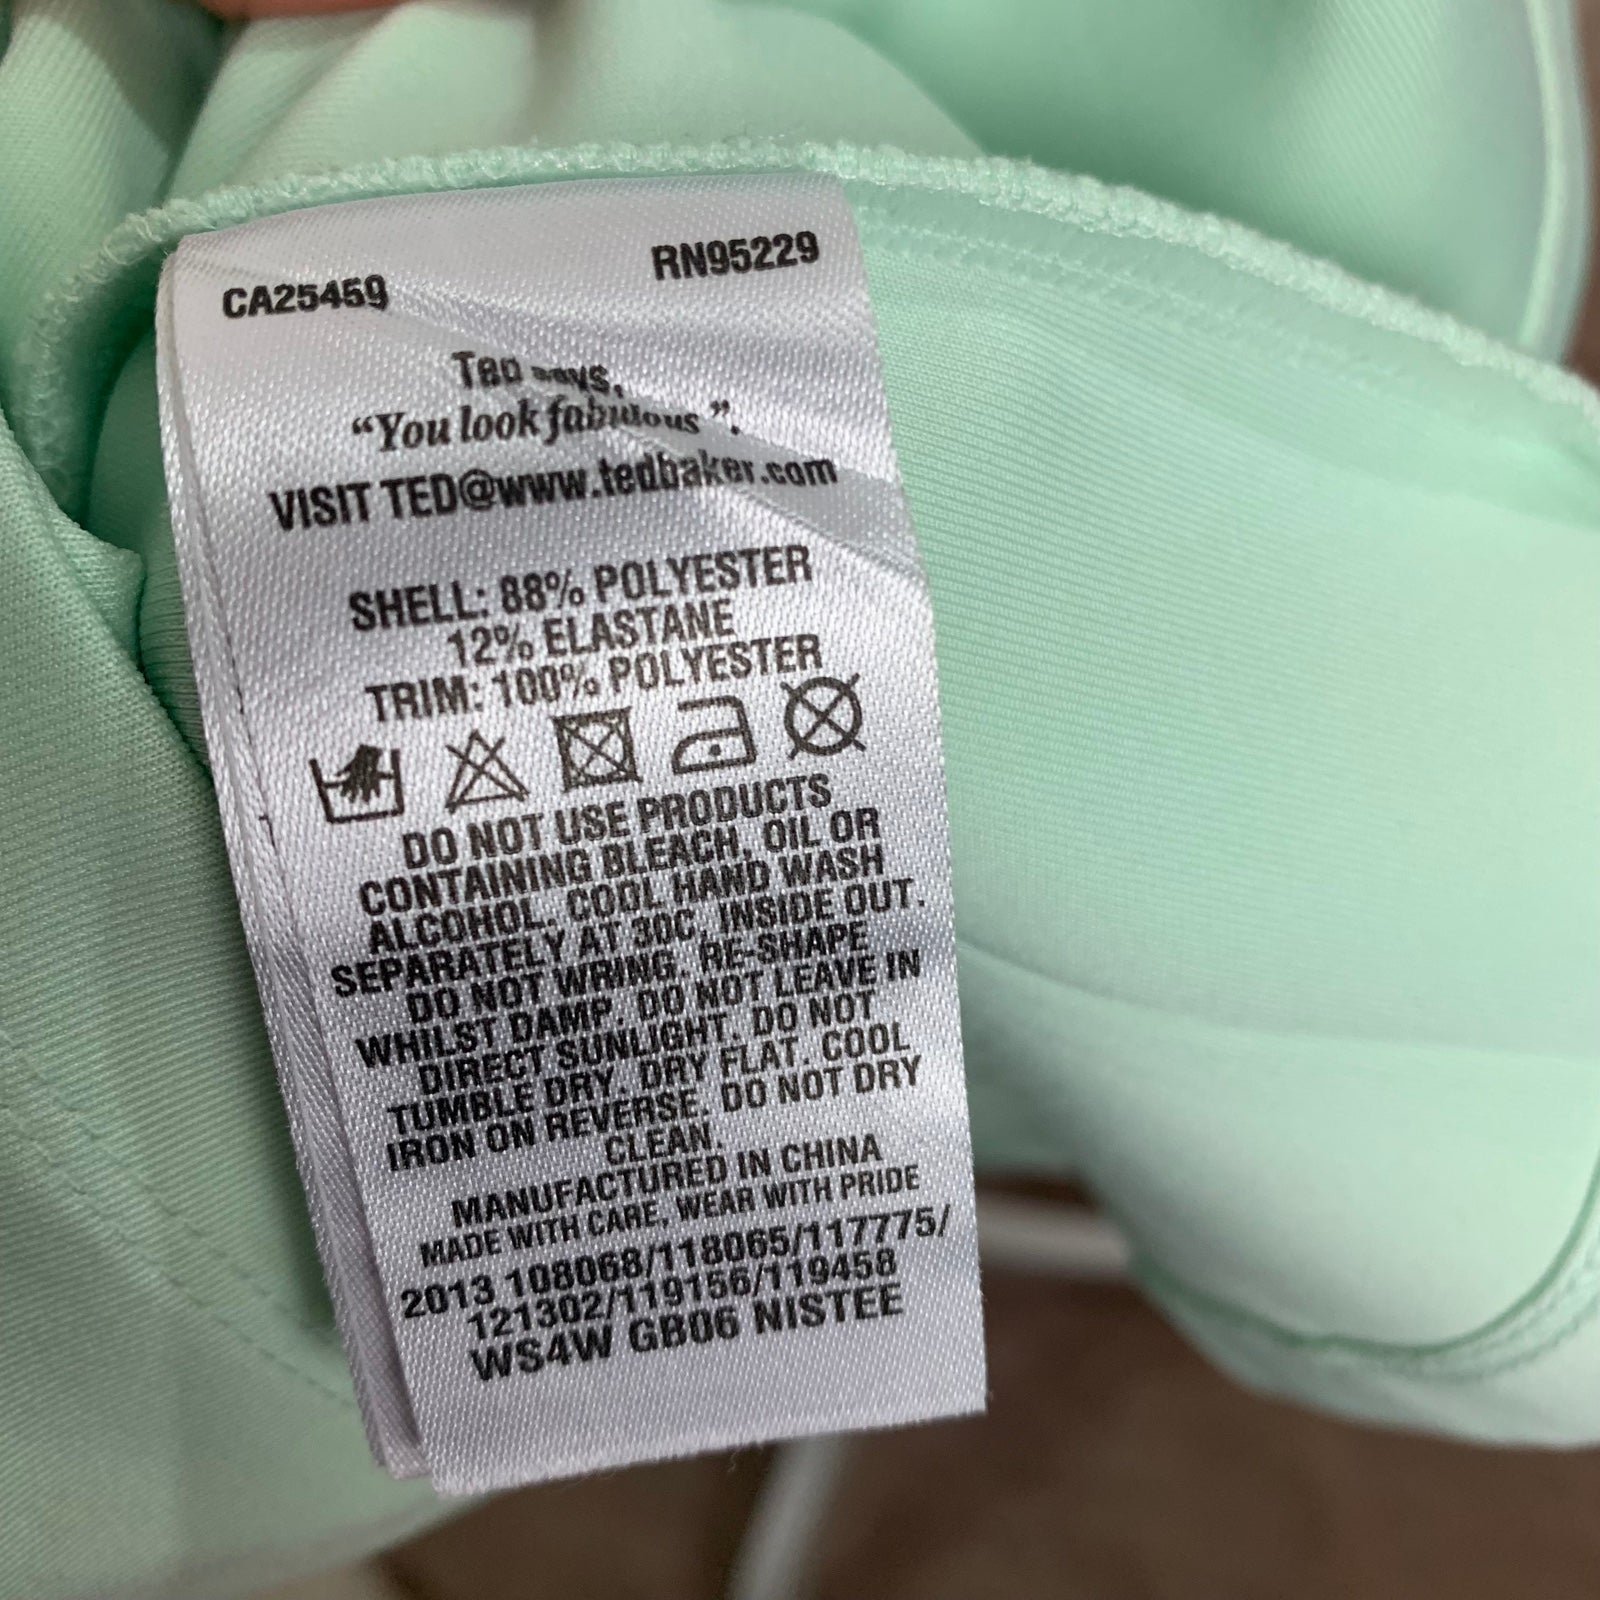 CA25459 RN95229
Ted says,
“You look fabulous”.
VISIT TED@www.tedbaker.com
SHELL: 88% POLYESTER
12% ELASTANE
TRIM: 100% POLYESTER
DO NOT USE PRODUCTS
CONTAINING BLEACH, OIL OR
ALCOHOL. COOL HAND WASH
SEPARATELY AT 30C. INSIDE OUT.
DO NOT WRING. RE-SHAPE
WHILST DAMP. DO NOT LEAVE IN
DIRECT SUNLIGHT. DO NOT
TUMBLE DRY. DRY FLAT. COOL
IRON ON REVERSE. DO NOT DRY
CLEAN.
MANUFACTURED IN CHINA
MADE WITH CARE, WEAR WITH PRIDE
2013 108068/118065/117775/
121302/119156/119458
WS4W GB06 NISTEE